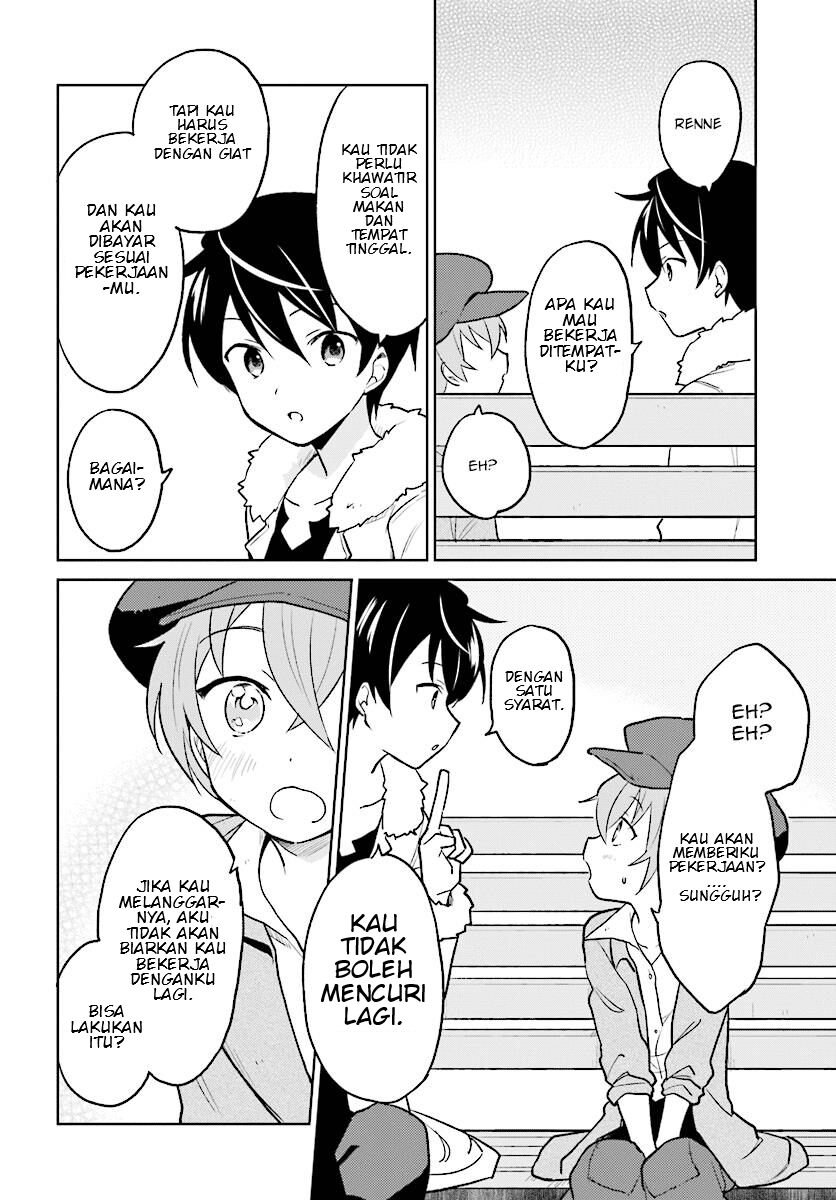 RENNE
APA KAU
MAU
BEKERJA
DITEMPAT-
KU?
EH?
KAU TIDAK
PERLU
KHAWATIR
SOAL
MAKAN
DAN
TEMPAT
TINGGAL.
TAPI KAU
HARUS
BEKERJA
DENGAN GIAT
DAN KAU
AKAN
DIBAYAR
SESUAI
PEKERJAAN
-MU.
BAGAI-
MANA?
EH?
EH?
KAU AKAN
MEMBERIKU
PEKERJAAN?
....
SUNGGUH?
DENGAN
SATU
SYARAT.
KAU
TIDAK
BOLEH
MENCURI
LAGI.
JIKA KAU
MELANGGAR-
NYA, AKU
TIDAK AKAN
BIARKAN KAU
BEKERJA
DENGANKU
LAGI.
BISA
LAKUKAN
ITU?